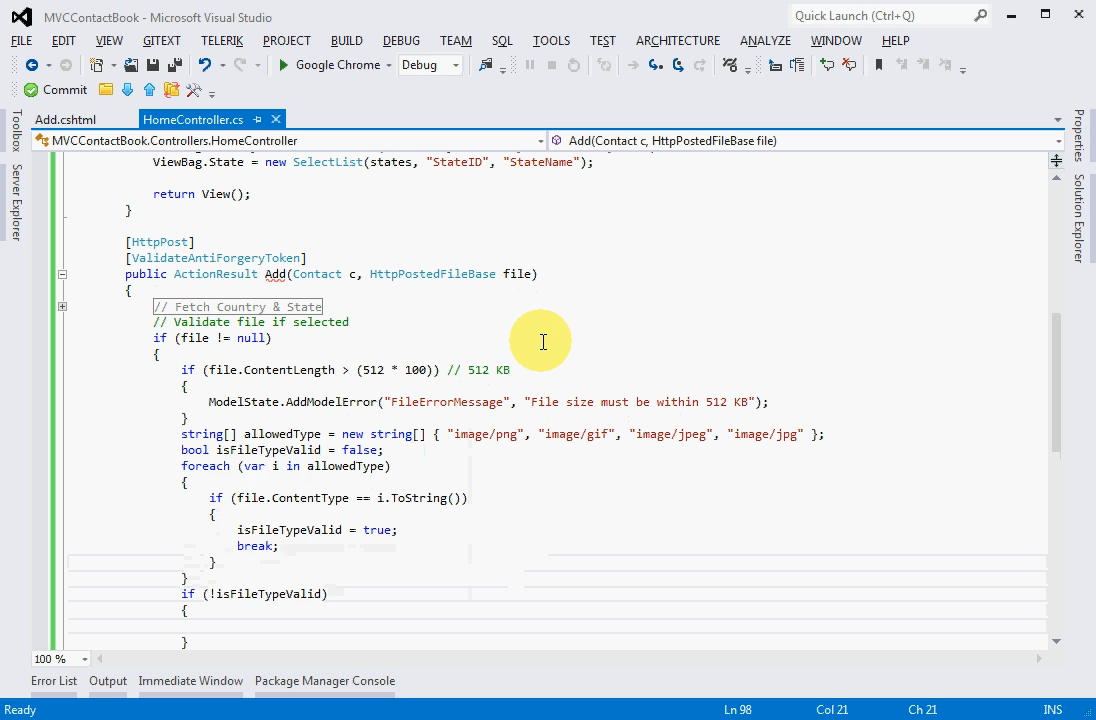 MVCContactBook - Microsoft Visual Studio
Quick Launch (Ctrl+Q)
FILE EDIT VIEW GITEXT TELERIK PROJECT BUILD DEBUG TEAM SQL TOOLS TEST ARCHITECTURE ANALYZE WINDOW HELP
Google Chrome Debug
Commit
Add.cshtml HomeController.cs
MVCContactBook.Controllers.HomeController Add(Contact c, HttpPostedFileBase file)
Toolbox
Server Explorer
Properties
Solution Explorer
ViewBag.State = new SelectList(states, "StateID", "StateName");
return View();
}
[HttpPost]
[ValidateAntiForgeryToken]
public ActionResult Add(Contact c, HttpPostedFileBase file)
{
// Fetch Country & State
// Validate file if selected
if (file != null)
{
if (file.ContentLength > (512 * 100)) // 512 KB
{
ModelState.AddModelError("FileErrorMessage", "File size must be within 512 KB");
}
string[] allowedType = new string[] { "image/png", "image/gif", "image/jpeg", "image/jpg" };
bool isFileTypeValid = false;
foreach (var i in allowedType)
{
if (file.ContentType == i.ToString())
{
isFileTypeValid = true;
break;
}
}
if (!isFileTypeValid)
{
}
100 %
Error List Output Immediate Window Package Manager Console
Ready Ln 98 Col 21 Ch 21 INS